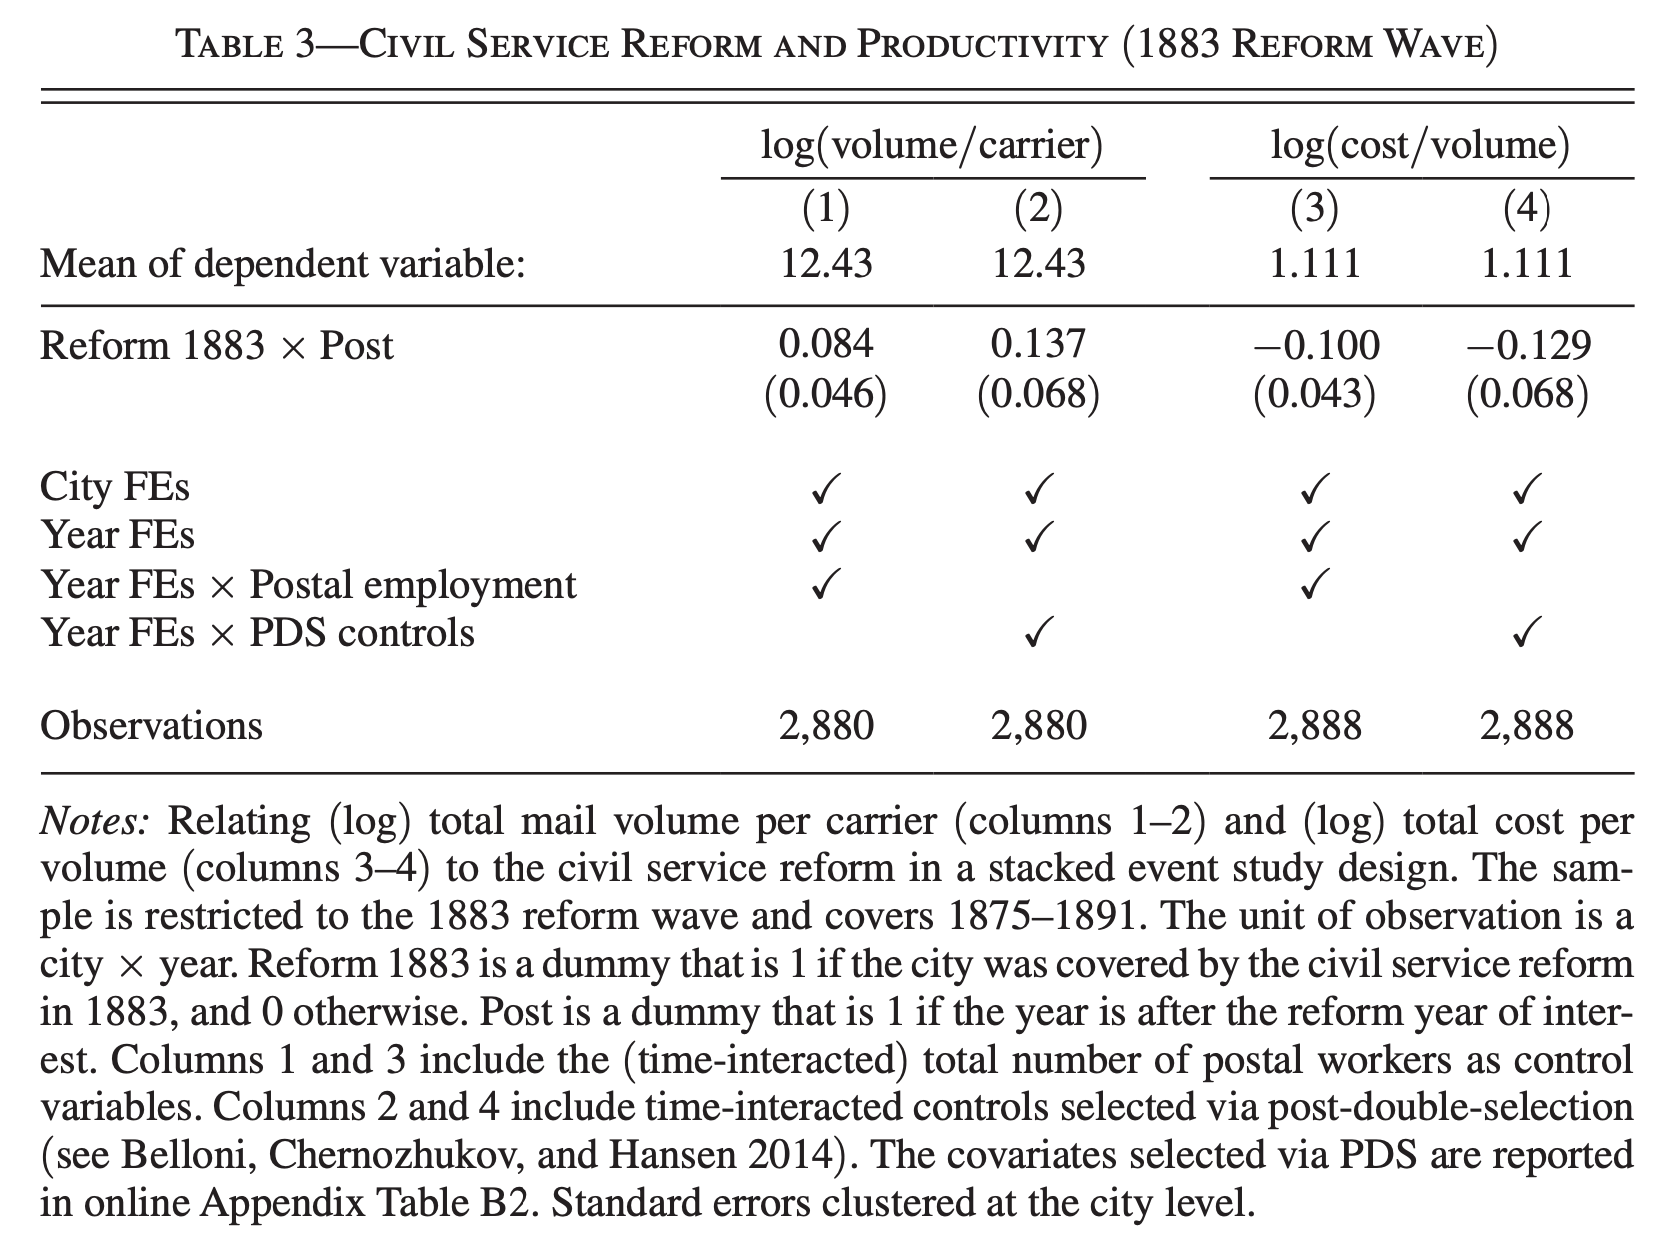 TABLE 3—CIVIL SERVICE REFORM AND PRODUCTIVITY (1883 REFORM WAVE)
log(volume/carrier) log(cost/volume)
(1) (2) (3) (4)
Mean of dependent variable: 12.43 12.43 1.111 1.111
Reform 1883 × Post 0.084 0.137 −0.100 −0.129
(0.046) (0.068) (0.043) (0.068)
City FEs ✓ ✓ ✓ ✓
Year FEs ✓ ✓ ✓ ✓
Year FEs × Postal employment ✓ ✓
Year FEs × PDS controls ✓ ✓
Observations 2,880 2,880 2,888 2,888
Notes: Relating (log) total mail volume per carrier (columns 1–2) and (log) total cost per
volume (columns 3–4) to the civil service reform in a stacked event study design. The sam-
ple is restricted to the 1883 reform wave and covers 1875–1891. The unit of observation is a
city × year. Reform 1883 is a dummy that is 1 if the city was covered by the civil service reform
in 1883, and 0 otherwise. Post is a dummy that is 1 if the year is after the reform year of inter-
est. Columns 1 and 3 include the (time-interacted) total number of postal workers as control
variables. Columns 2 and 4 include time-interacted controls selected via post-double-selection
(see Belloni, Chernozhukov, and Hansen 2014). The covariates selected via PDS are reported
in online Appendix Table B2. Standard errors clustered at the city level.